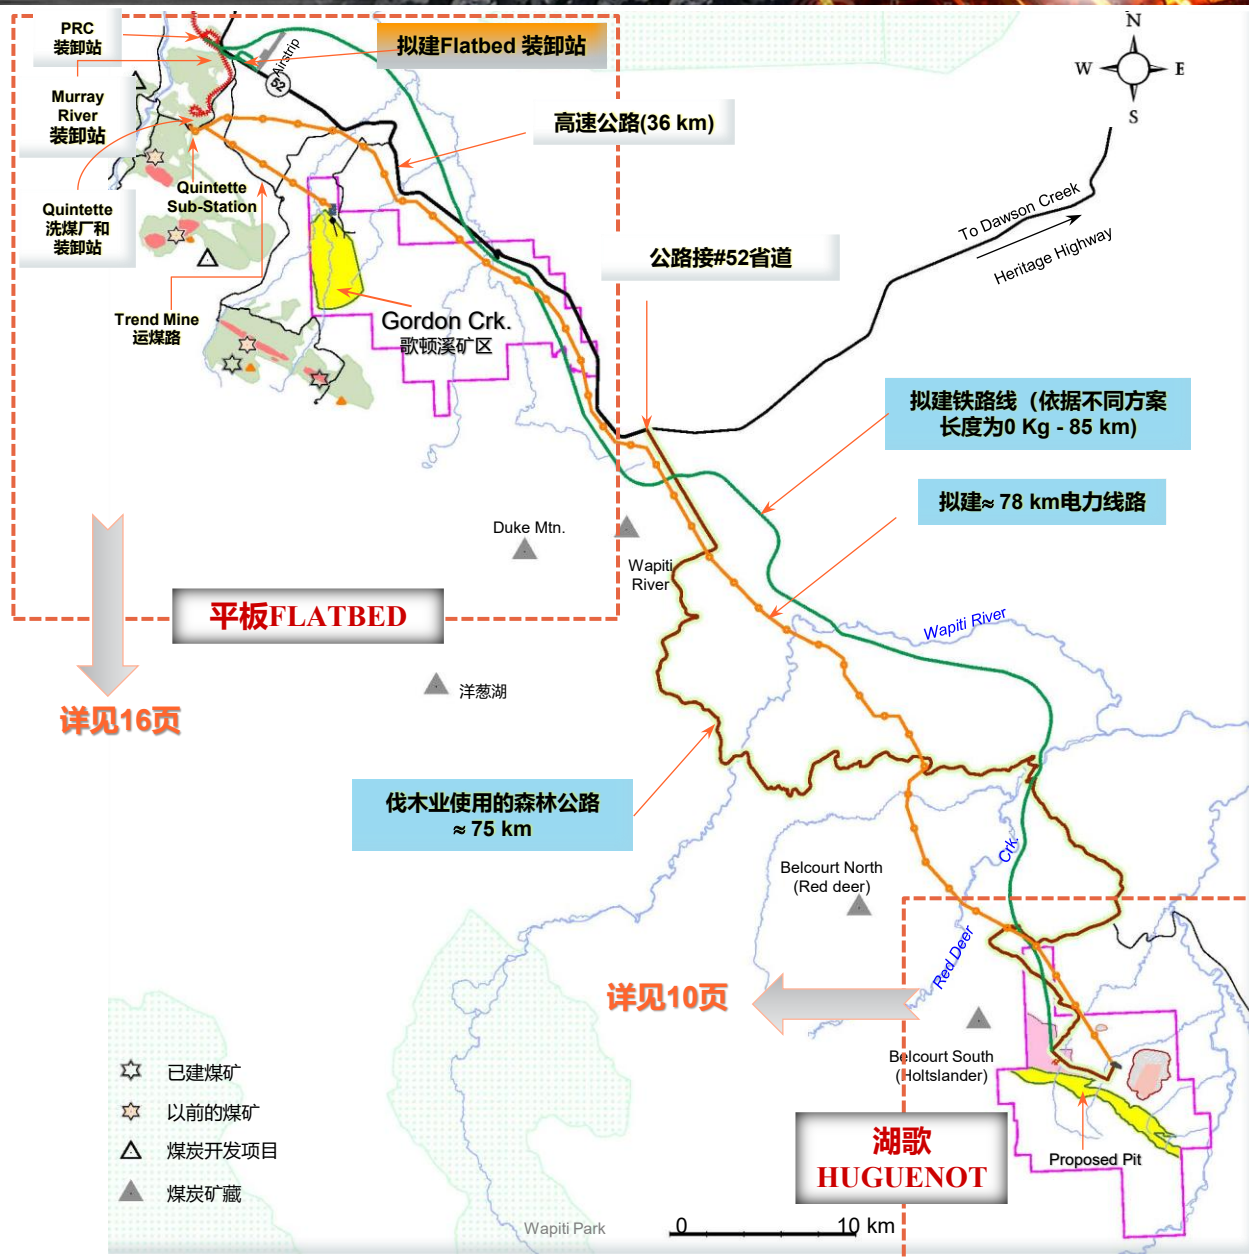 PRC
装卸站
拟建Flatbed 装卸站
Airstrip
52
N
W
E
S
Murray
River
装卸站
高速公路(36 km)
Quintette
Sub-Station
Quintette
洗煤厂和
装卸站
To Dawson Creek
Heritage Highway
公路接#52省道
Trend Mine
运煤路
Gordon Crk.
歌顿溪矿区
拟建铁路线（依据不同方案
长度为0 Kg - 85 km)
拟建≈ 78 km电力线路
Duke Mtn.
Wapiti
River
平板FLATBED
Wapiti River
洋葱湖
详见16页
伐木业使用的森林公路
≈ 75 km
Crk.
Belcourt North
(Red deer)
Red Deer
详见10页
Belcourt South
(Holtslander)
已建煤矿
以前的煤矿
煤炭开发项目
煤炭矿藏
湖歌
HUGUENOT
Proposed Pit
Wapiti Park
0
10 km